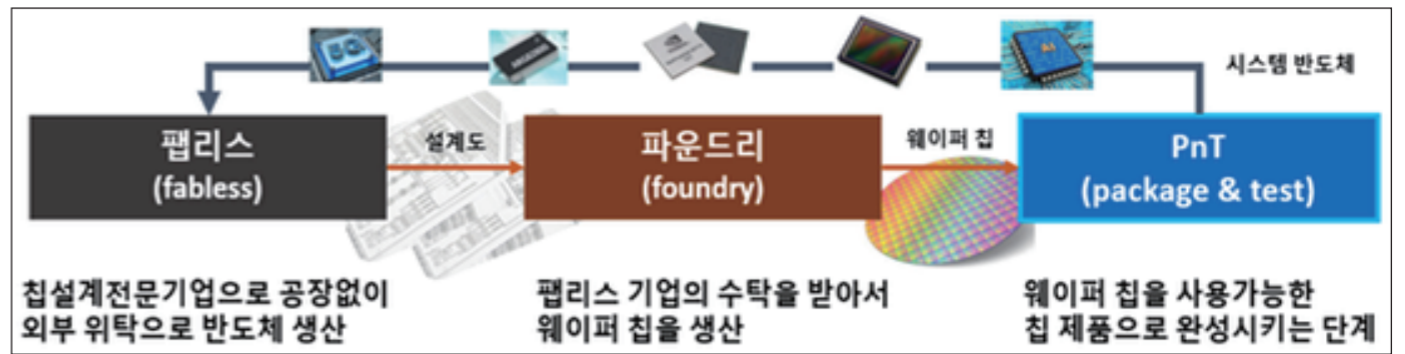 시스템 반도체
팹리스
(fabless)
설계도
파운드리
(foundry)
웨이퍼 칩
PnT
(package & test)
칩설계전문기업으로 공장없이
외부 위탁으로 반도체 생산
팹리스 기업의 수탁을 받아서
웨이퍼 칩을 생산
웨이퍼 칩을 사용가능한
칩 제품으로 완성시키는 단계
5G
AI